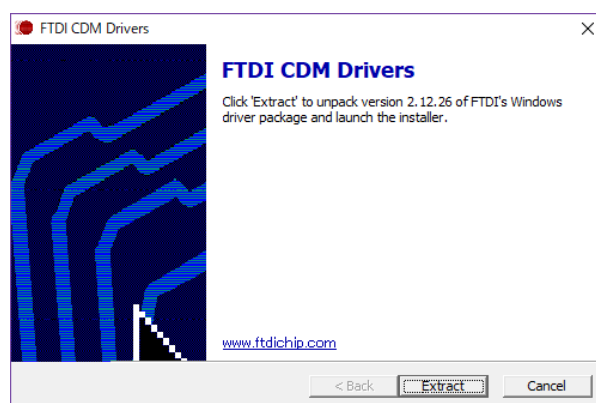 FTDI CDM Drivers
FTDI CDM Drivers
Click 'Extract' to unpack version 2.12.26 of FTDI's Windows
driver package and launch the installer.
www.ftdichip.com
< Back Extract Cancel